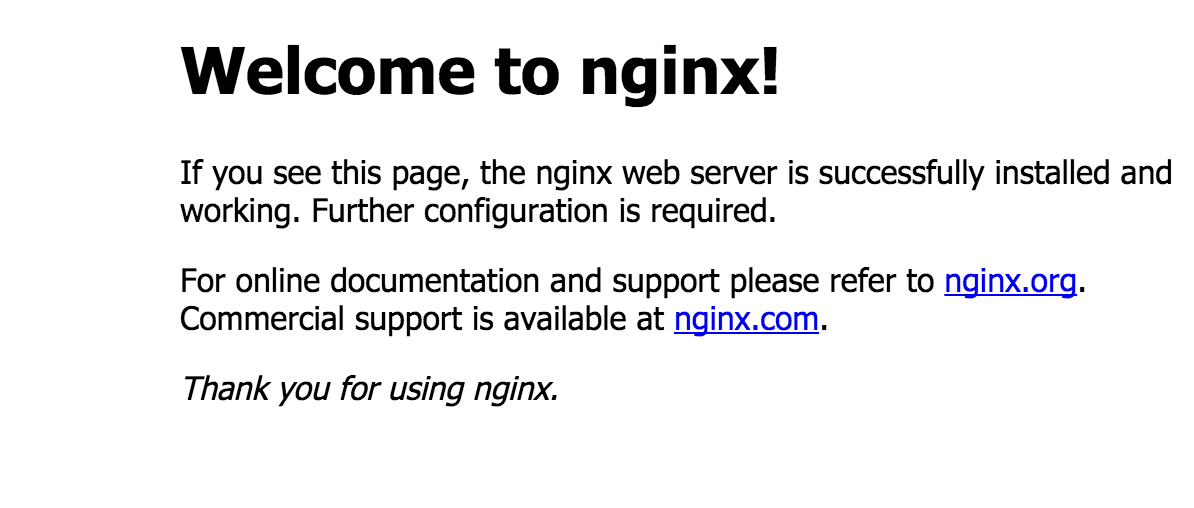 Welcome to nginx!
If you see this page, the nginx web server is successfully installed and
working. Further configuration is required.
For online documentation and support please refer to nginx.org.
Commercial support is available at nginx.com.
Thank you for using nginx.